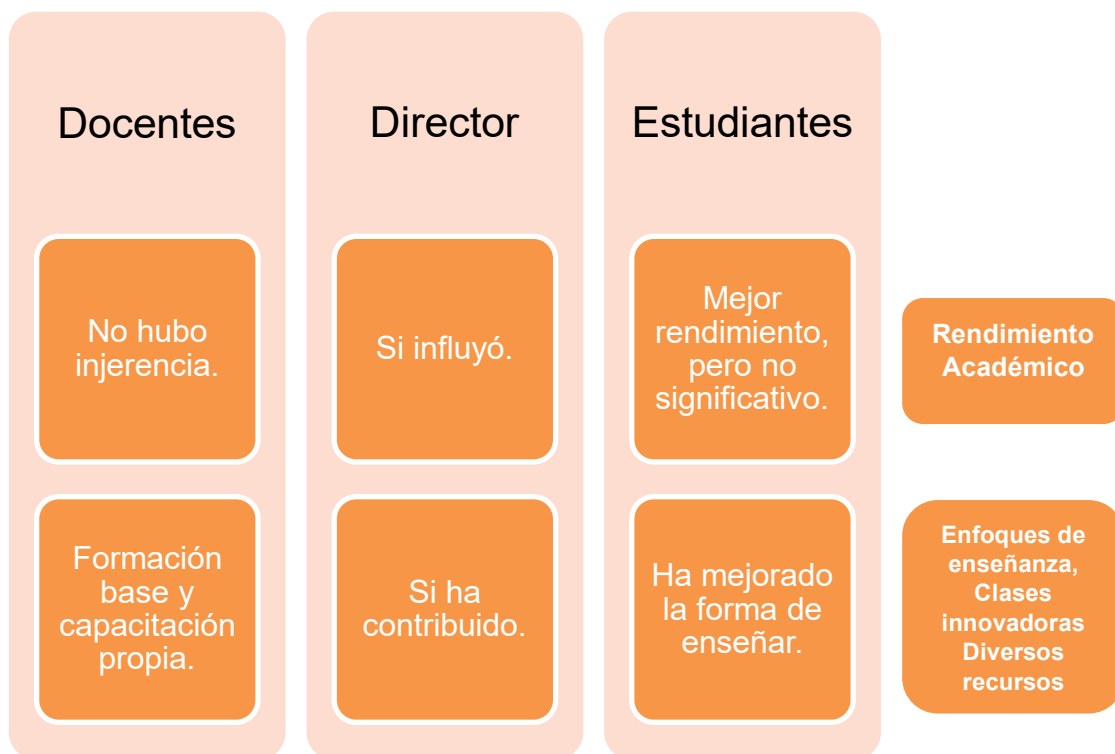 Docentes
Director
Estudiantes
No hubo
injerencia.
Si influyó.
Mejor
rendimiento,
pero no
significativo.
Rendimiento
Académico
Formación
base y
capacitación
propia.
Si ha
contribuido.
Ha mejorado
la forma de
enseñar.
Enfoques de
enseñanza,
Clases
innovadoras
Diversos
recursos